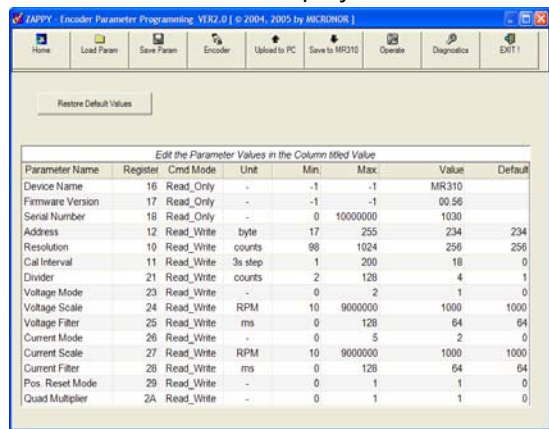 ZAPPY - Encoder Parameter Programming VER2.0 [ © 2004, 2005 by MICRONOR ]
Home Load Param Save Param Encoder Upload to PC Save to MR310 Operate Diagnostics EXIT !
Restore Default Values
Edit the Parameter Values in the Column titled Value
Parameter Name Register Cmd Mode Unit Min. Max. Value Default
Device Name 16 Read_Only - -1 -1 MR310
Firmware Version 17 Read_Only - -1 -1 00.56
Serial Number 18 Read_Only - 0 10000000 1030
Address 12 Read_Write byte 17 255 234 234
Resolution 10 Read_Write counts 98 1024 256 256
Cal Interval 11 Read_Write 3s step 1 200 18 0
Divider 21 Read_Write counts 2 128 4 1
Voltage Mode 23 Read_Write - 0 2 1 0
Voltage Scale 24 Read_Write RPM 10 9000000 1000 1000
Voltage Filter 25 Read_Write ms 0 128 64 64
Current Mode 26 Read_Write - 0 5 2 0
Current Scale 27 Read_Write RPM 10 9000000 1000 1000
Current Filter 28 Read_Write ms 0 128 64 64
Pos. Reset Mode 29 Read_Write - 0 1 1 0
Quad Multiplier 2A Read_Write - 0 1 1 0